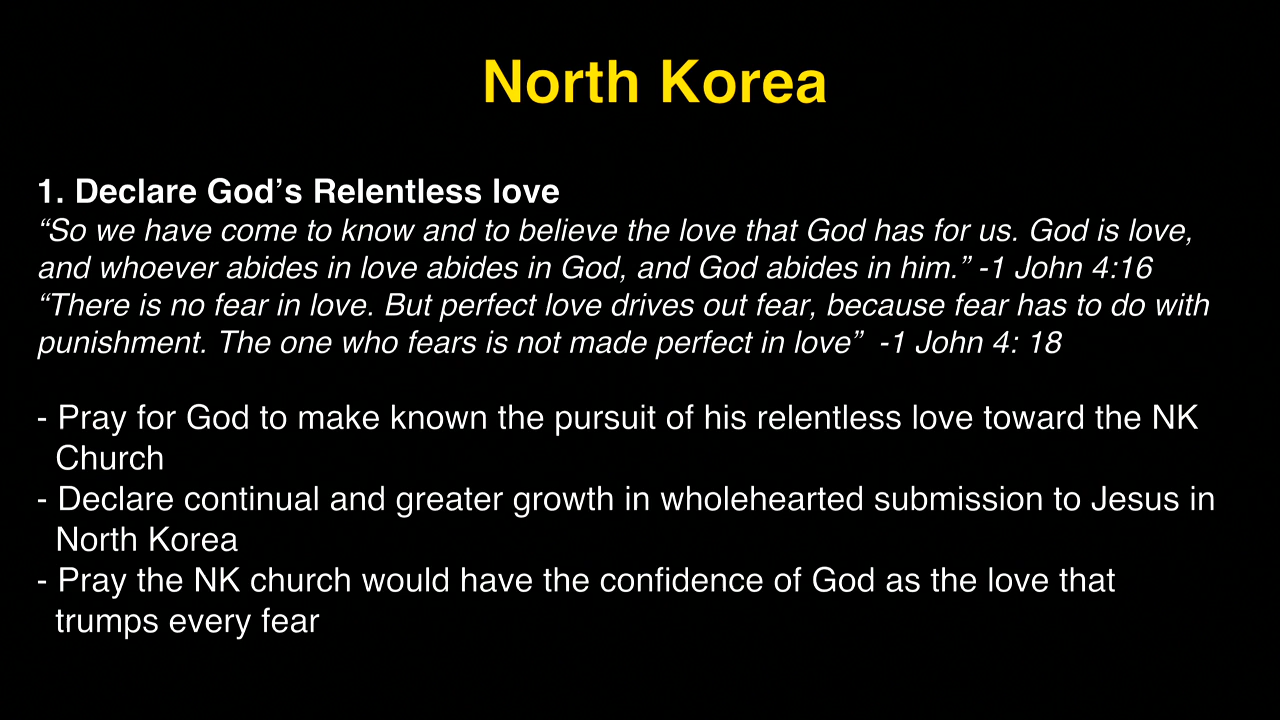 North Korea
1. Declare God’s Relentless love
“So we have come to know and to believe the love that God has for us. God is love,
and whoever abides in love abides in God, and God abides in him.” -1 John 4:16
“There is no fear in love. But perfect love drives out fear, because fear has to do with
punishment. The one who fears is not made perfect in love”  -1 John 4: 18
- Pray for God to make known the pursuit of his relentless love toward the NK
Church
- Declare continual and greater growth in wholehearted submission to Jesus in
North Korea
- Pray the NK church would have the confidence of God as the love that
trumps every fear